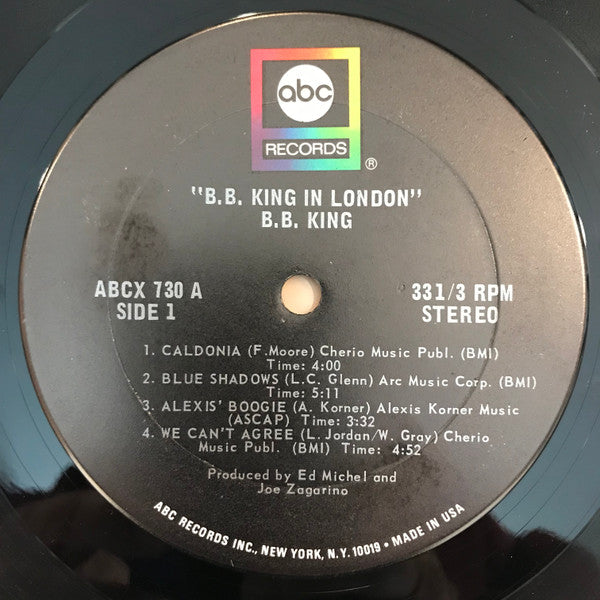 abc
RECORDS
®
"B.B. KING IN LONDON"
B.B. KING
ABCX 730 A
SIDE 1
33 1/3 RPM
STEREO
1. CALDONIA (F.Moore) Cherio Music Publ. (BMI)
Time: 4:00
2. BLUE SHADOWS (L.C. Glenn) Arc Music Corp. (BMI)
Time: 5:11
3. ALEXIS' BOOGIE (A. Korner) Alexis Korner Music
(ASCAP) Time: 3:32
4. WE CAN'T AGREE (L. Jordan/W. Gray) Cherio
Music Publ. (BMI) Time: 4:52
Produced by Ed Michel and
Joe Zagarino
ABC RECORDS INC., NEW YORK, N.Y. 10019 • MADE IN USA